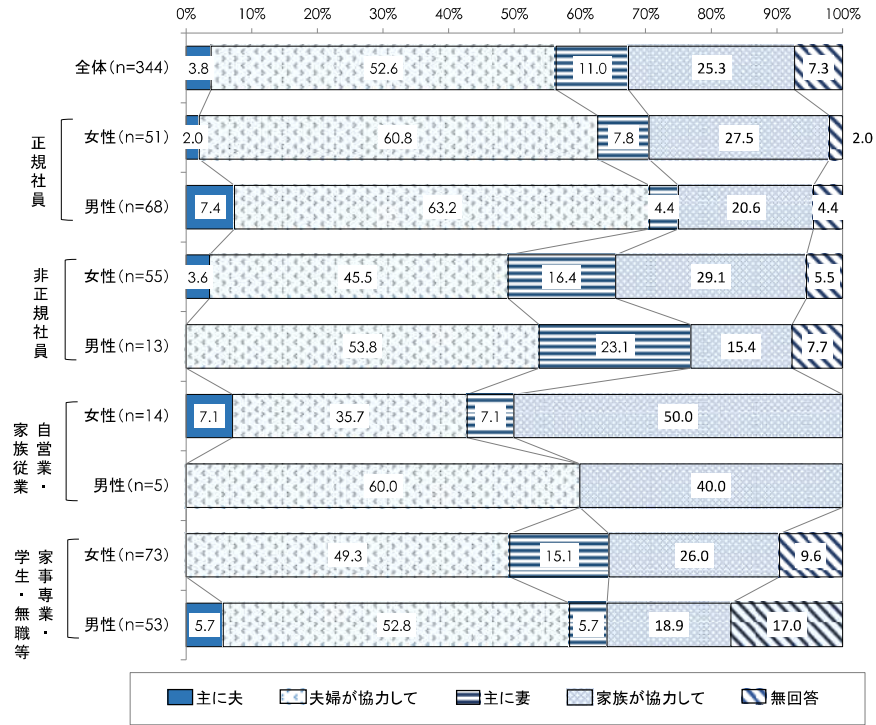 0% 10% 20% 30% 40% 50% 60% 70% 80% 90% 100%
全体(n=344) 3.8 52.6 11.0 25.3 7.3
正規社員
女性(n=51) 2.0 60.8 7.8 27.5 2.0
男性(n=68) 7.4 63.2 4.4 20.6 4.4
非正規社員
女性(n=55) 3.6 45.5 16.4 29.1 5.5
男性(n=13) 53.8 23.1 15.4 7.7
自営業・
家族従業
女性(n=14) 7.1 35.7 7.1 50.0
男性(n=5) 60.0 40.0
家事専業・
学生・無職等
女性(n=73) 49.3 15.1 26.0 9.6
男性(n=53) 5.7 52.8 5.7 18.9 17.0
主に夫 夫婦が協力して 主に妻 家族が協力して 無回答